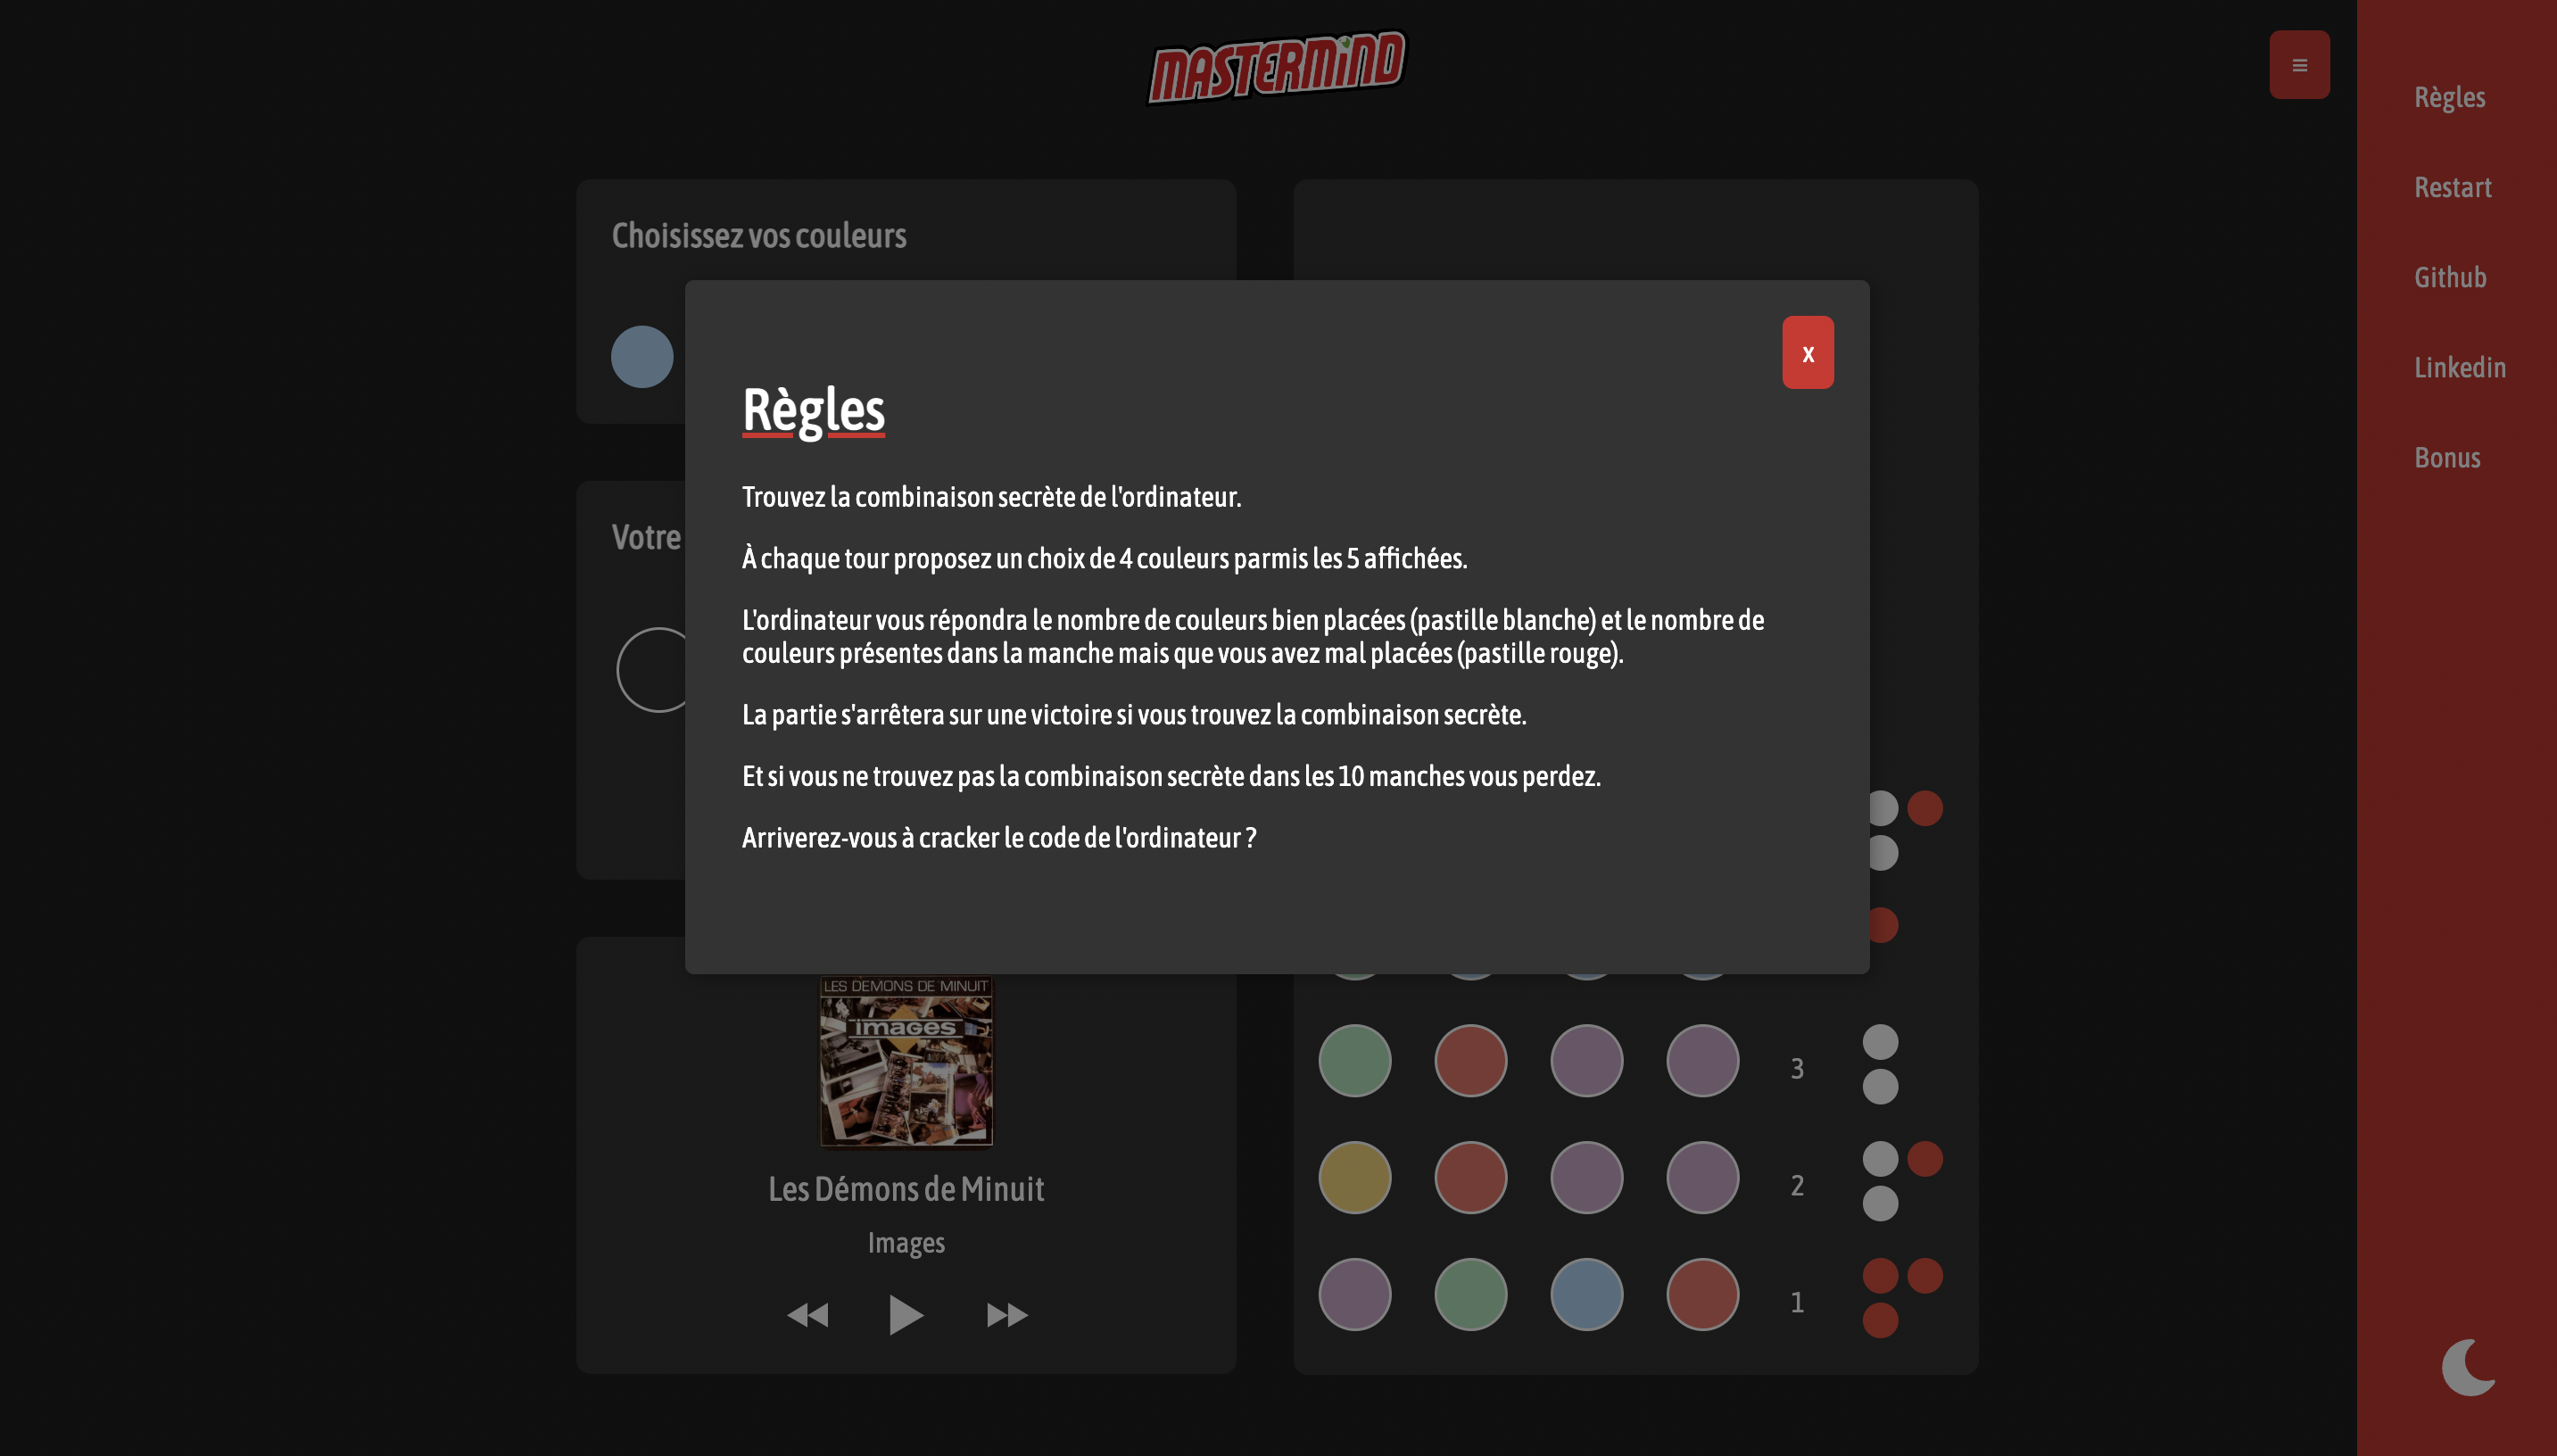 MASTERMIND
Règles
Restart
Github
Linkedin
Bonus
Choisissez vos couleurs
Votre
x
Règles
Trouvez la combinaison secrète de l'ordinateur.
À chaque tour proposez un choix de 4 couleurs parmis les 5 affichées.
L'ordinateur vous répondra le nombre de couleurs bien placées (pastille blanche) et le nombre de
couleurs présentes dans la manche mais que vous avez mal placées (pastille rouge).
La partie s'arrêtera sur une victoire si vous trouvez la combinaison secrète.
Et si vous ne trouvez pas la combinaison secrète dans les 10 manches vous perdez.
Arriverez-vous à cracker le code de l'ordinateur ?
LES DEMONS DE MINUIT
images
Les Démons de Minuit
Images
3
2
1